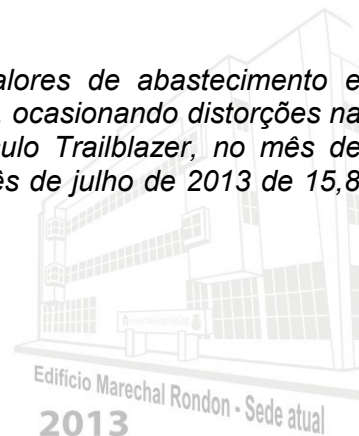 alores de abastecimento e
, ocasionando distorções na
ulo Trailblazer, no mês de
ês de julho de 2013 de 15,8
Edifício Marechal Rondon - Sede atual
2013